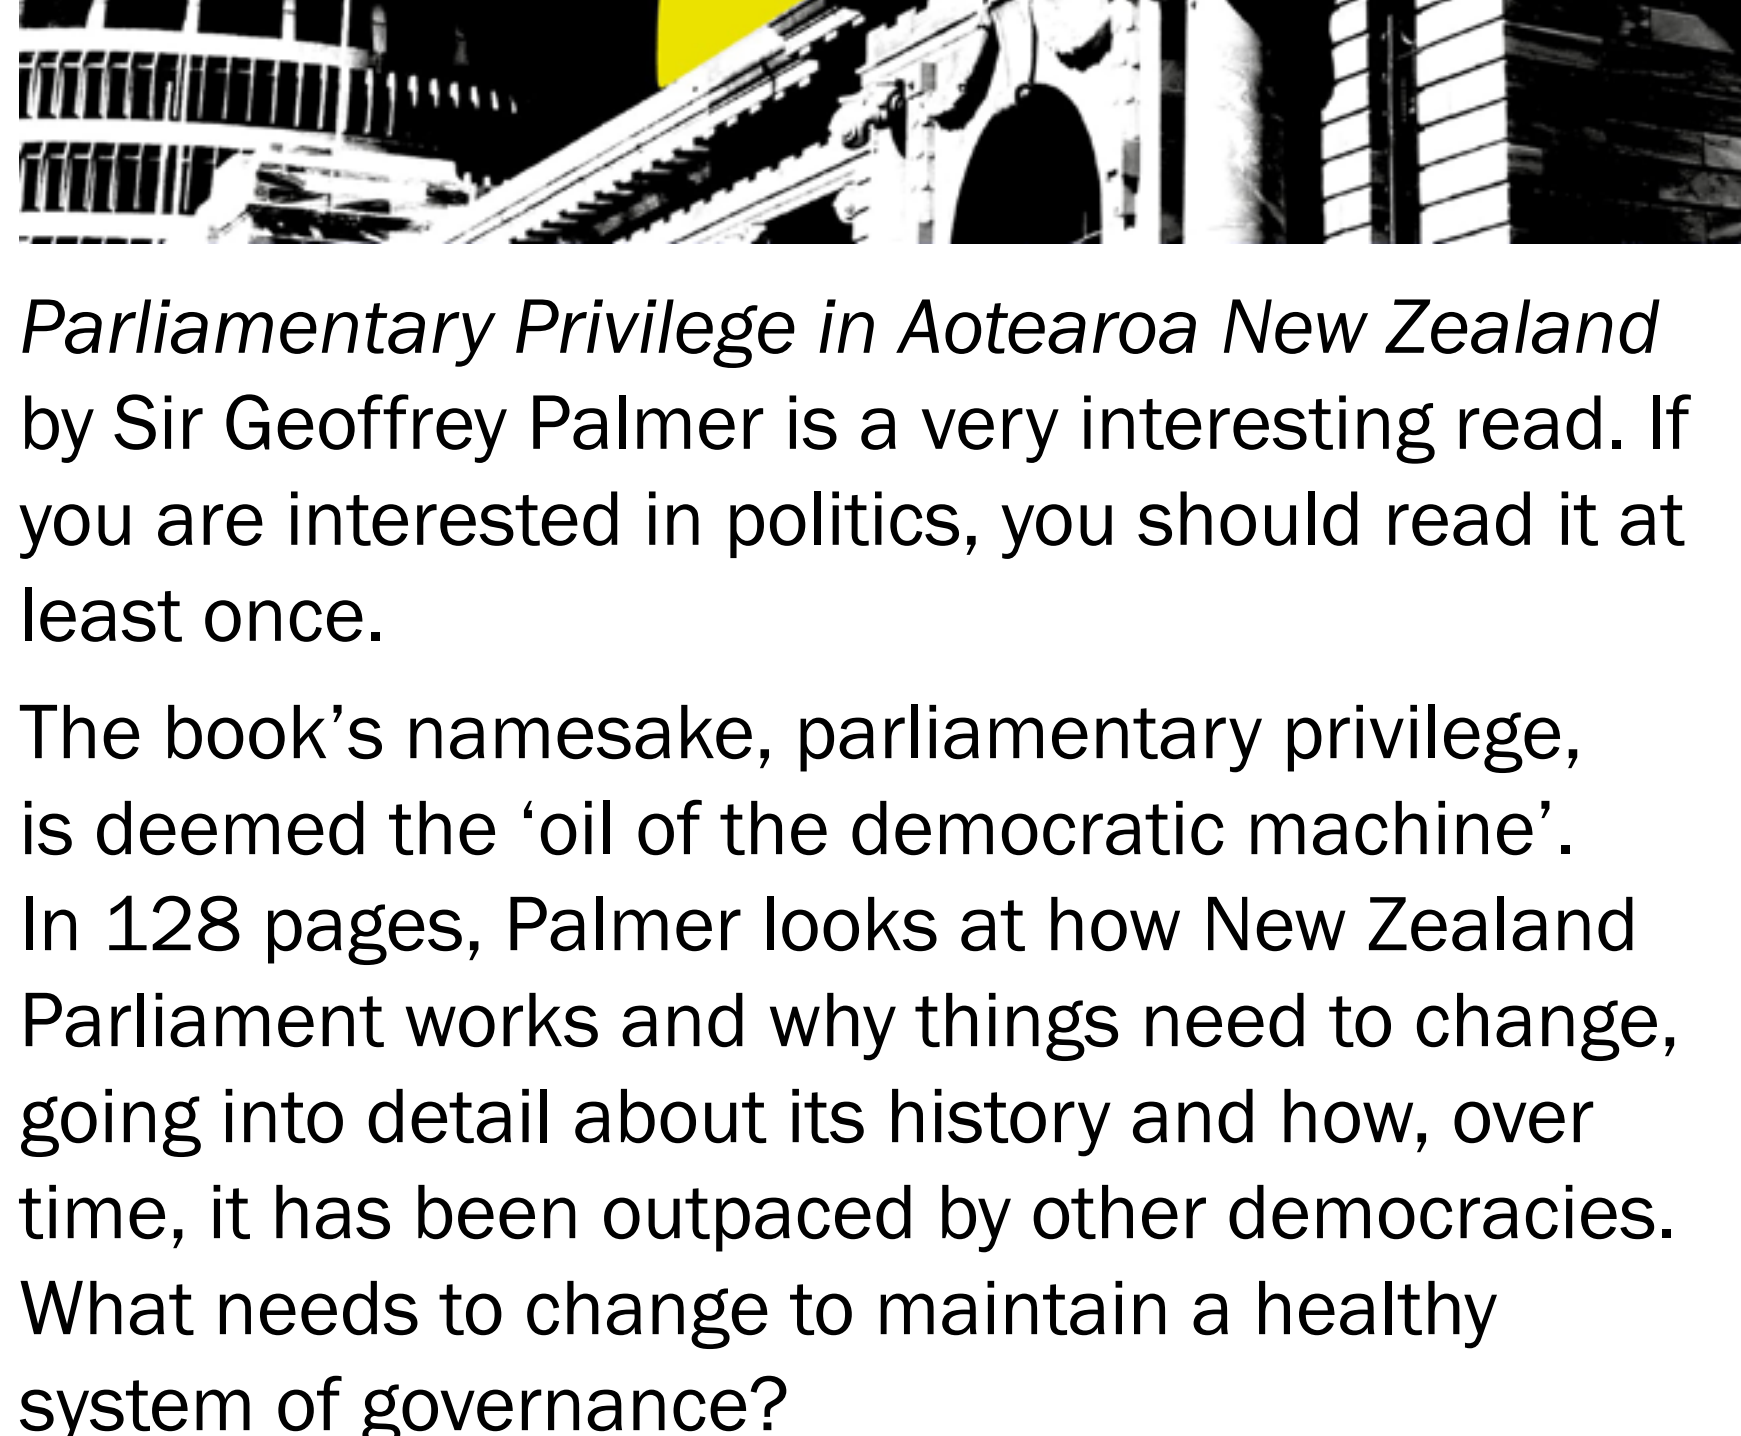 Parliamentary Privilege in Aotearoa New Zealand
by Sir Geoffrey Palmer is a very interesting read. If
you are interested in politics, you should read it at
least once.
The book’s namesake, parliamentary privilege,
is deemed the ‘oil of the democratic machine’.
In 128 pages, Palmer looks at how New Zealand
Parliament works and why things need to change,
going into detail about its history and how, over
time, it has been outpaced by other democracies.
What needs to change to maintain a healthy
system of governance?